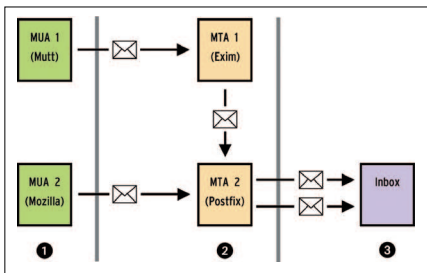 MUA 1
(Mutt)
MTA 1
(Exim)
MUA 2
(Mozilla)
MTA 2
(Postfix)
Inbox
1
2
3